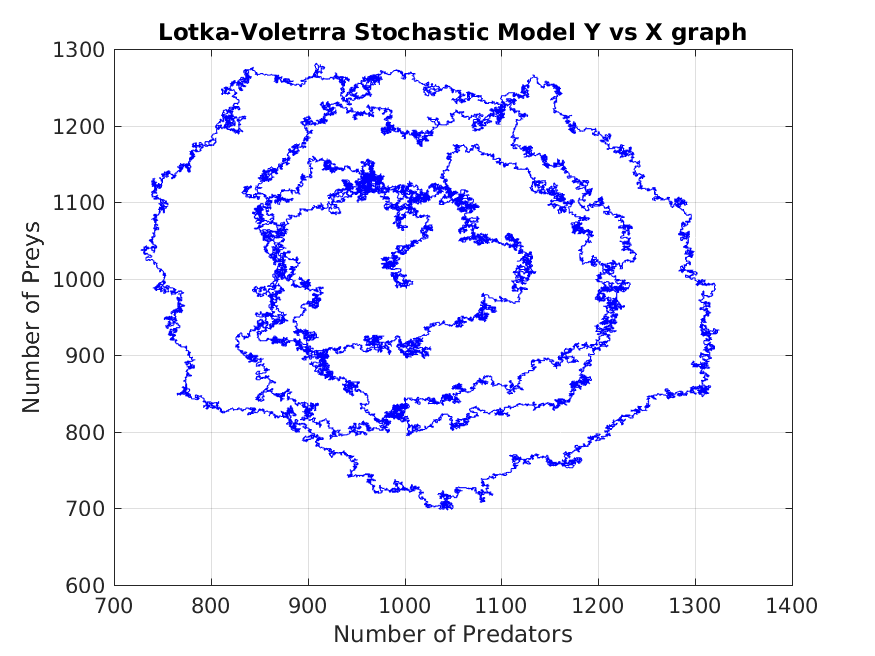 Lotka-Voletrra Stochastic Model Y vs X graph
1300
1200
1100
1000
900
800
700
600
Number of Preys
700 800 900 1000 1100 1200 1300 1400
Number of Predators